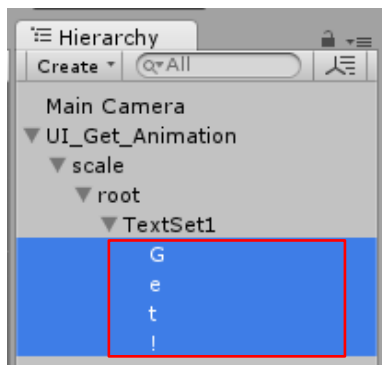 Hierarchy
Create All
Main Camera
UI_Get_Animation
scale
root
TextSet1
G
e
t
!